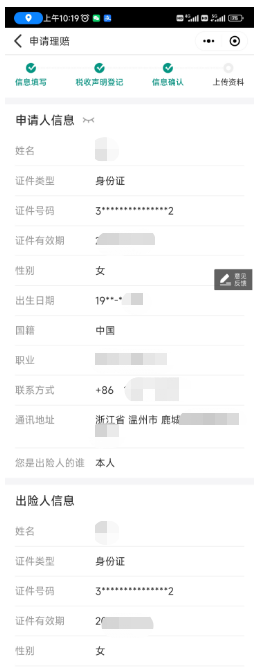 上午10:19
申请理赔
信息填写 税收声明登记 信息确认 上传资料
申请人信息
姓名
证件类型 身份证
证件号码 3***************2
证件有效期
性别 女
意见
反馈
出生日期 19**-*
国籍 中国
职业
联系方式 +86
通讯地址 浙江省 温州市 鹿城
您是出险人的谁 本人
出险人信息
姓名
证件类型 身份证
证件号码 3***************2
证件有效期 20
性别 女